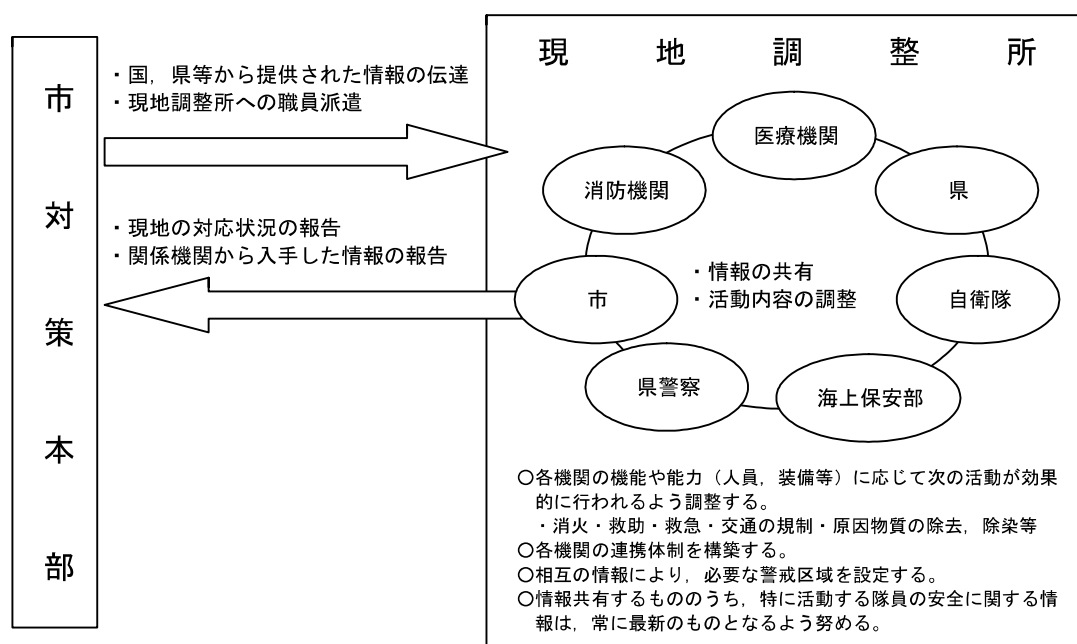 市対策本部
・国，県等から提供された情報の伝達
・現地調整所への職員派遣
・現地の対応状況の報告
・関係機関から入手した情報の報告
現地調整所
医療機関
消防機関
県
市
・情報の共有
・活動内容の調整
自衛隊
県警察
海上保安部
○各機関の機能や能力（人員，装備等）に応じて次の活動が効果
的に行われるよう調整する。
・消火・救助・救急・交通の規制・原因物質の除去，除染等
○各機関の連携体制を構築する。
○相互の情報により，必要な警戒区域を設定する。
○情報共有するもののうち，特に活動する隊員の安全に関する情
報は，常に最新のものとなるよう努める。